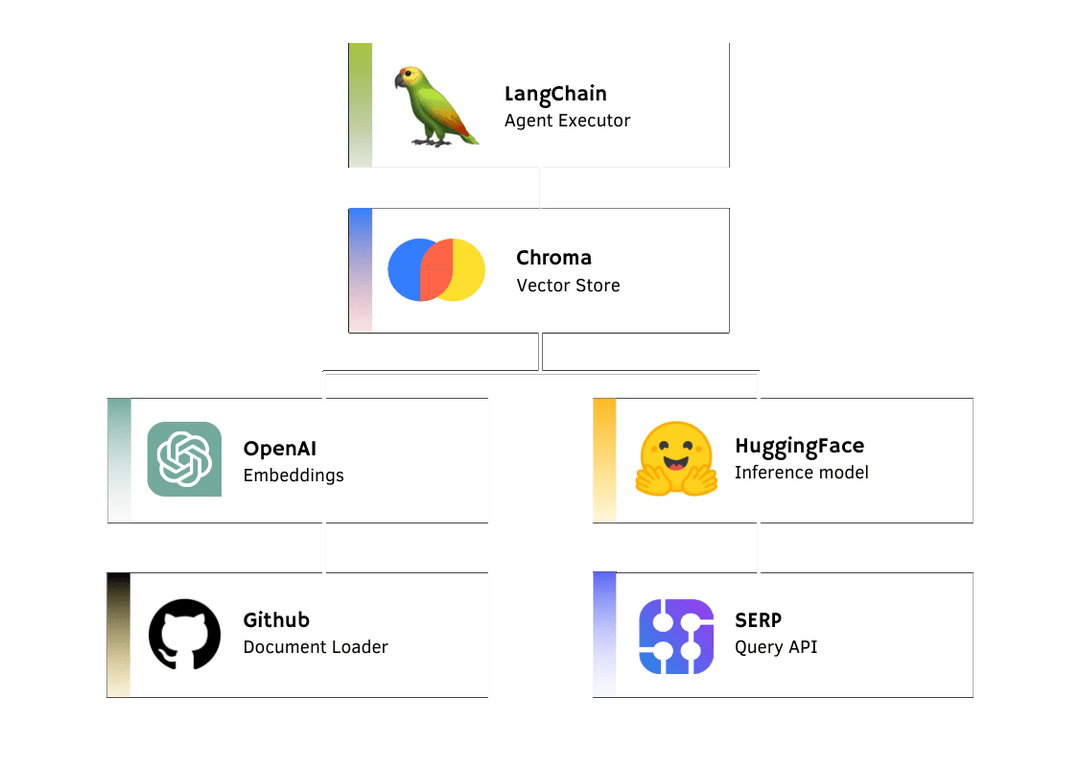 LangChain
Agent Executor
Chroma
Vector Store
OpenAI
Embeddings
HuggingFace
Inference model
Github
Document Loader
SERP
Query API